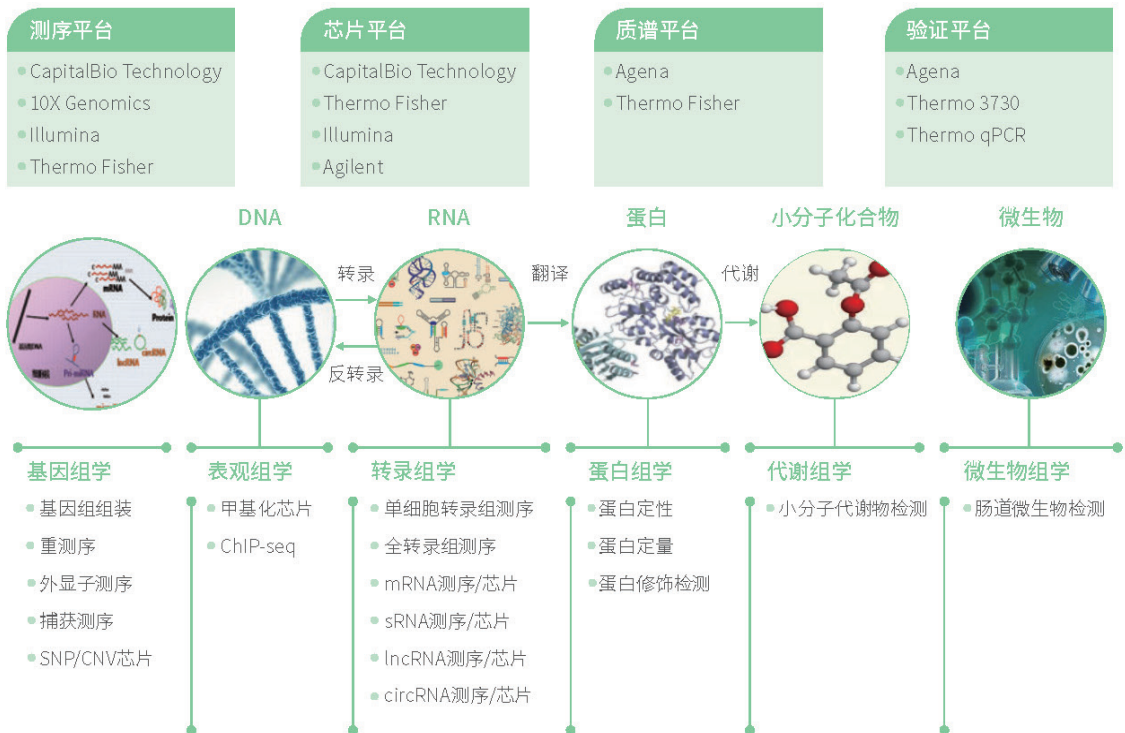 测序平台
CapitalBio Technology
10X Genomics
Illumina
Thermo Fisher
芯片平台
CapitalBio Technology
Thermo Fisher
Illumina
Agilent
质谱平台
Agena
Thermo Fisher
验证平台
Agena
Thermo 3730
Thermo qPCR
DNA
RNA
蛋白
小分子化合物
微生物
mRNA
RNA
Protein
circRNA
lncRNA
Pri-miRNA
转录
反转录
翻译
代谢
基因组学
基因组组装
重测序
外显子测序
捕获测序
SNP/CNV芯片
表观组学
甲基化芯片
ChIP-seq
转录组学
单细胞转录组测序
全转录组测序
mRNA测序/芯片
sRNA测序/芯片
lncRNA测序/芯片
circRNA测序/芯片
蛋白组学
蛋白定性
蛋白定量
蛋白修饰检测
代谢组学
小分子代谢物检测
微生物组学
肠道微生物检测